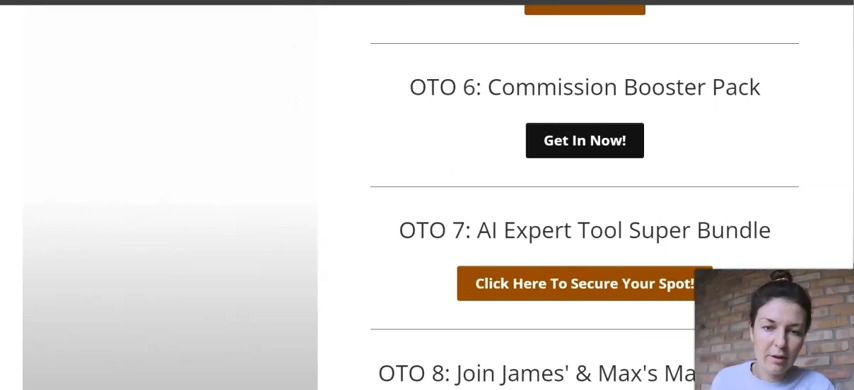 OTO 6: Commission Booster Pack
Get In Now!
OTO 7: AI Expert Tool Super Bundle
Click Here To Secure Your Spot!
OTO 8: Join James' & Max's